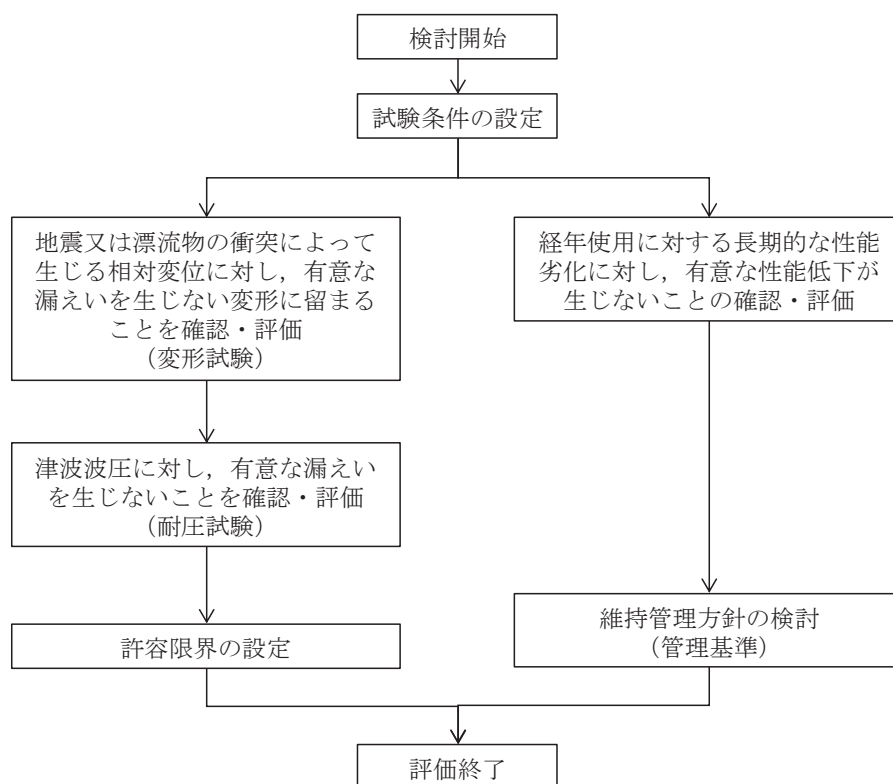 検討開始
試験条件の設定
地震又は漂流物の衝突によって
生じる相対変位に対し，有意な
漏えいを生じない変形に留まる
ことを確認・評価
（変形試験）
津波波圧に対し，有意な漏えい
を生じないことを確認・評価
（耐圧試験）
許容限界の設定
経年使用に対する長期的な性能
劣化に対し，有意な性能低下が
生じないことの確認・評価
維持管理方針の検討
（管理基準）
評価終了